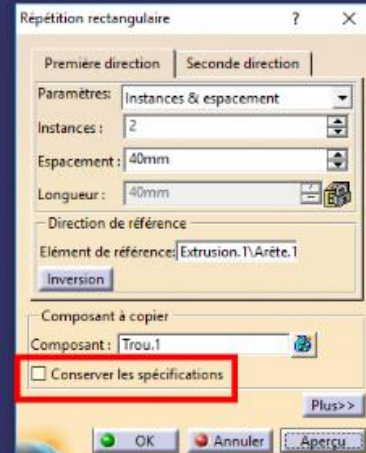 Répétition rectangulaire ? ×
Première direction Seconde direction
Paramètres: Instances & espacement
Instances : 2
Espacement : 40mm
Longueur : 40mm
Direction de référence
Elément de référence: Extrusion.1\Arête.1
Inversion
Composant à copier
Composant : Trou.1
Conserver les spécifications
Plus>>
OK Annuler Aperçu